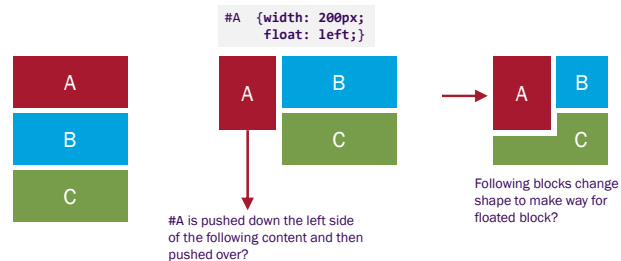 #A {width: 200px;
float: left;}
A
B
C
A
B
C
A
B
C
#A is pushed down the left side
of the following content and then
pushed over?
Following blocks change
shape to make way for
floated block?